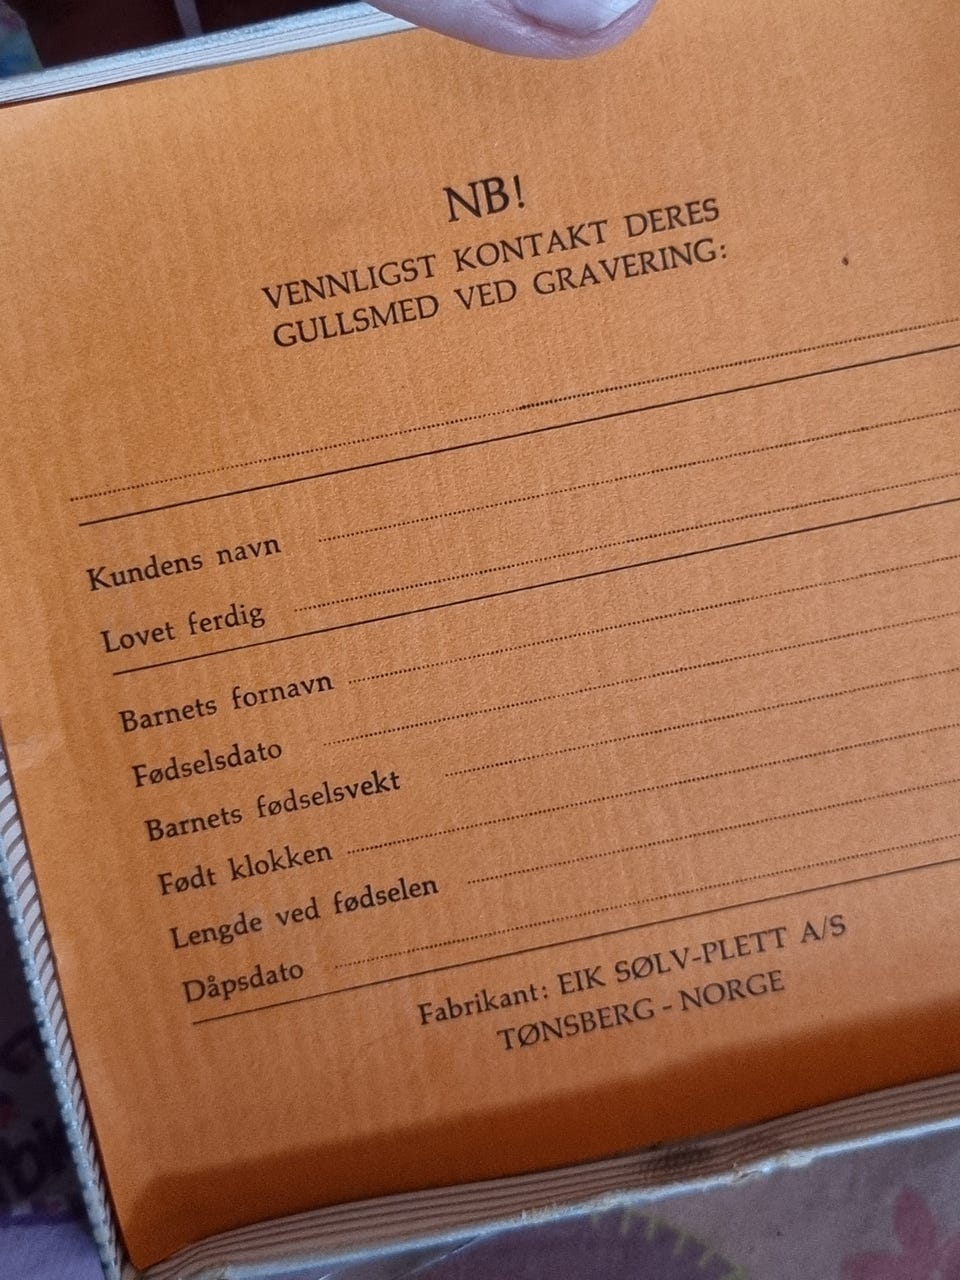 NB!
VENNLIGST KONTAKT DERES
GULLSMED VED GRAVERING:
Kundens navn
Lovet ferdig
Barnets fornavn
Fødselsdato
Barnets fødselsvekt
Født klokken
Lengde ved fødselen
Dåpsdato
Fabrikant: EIK SØLV-PLETT A/S
TØNSBERG - NORGE